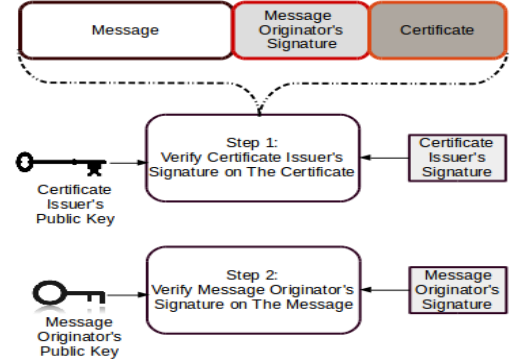 Message
Message
Originator's
Signature
Certificate
Step 1:
Verify Certificate Issuer's
Signature on The Certificate
Certificate
Issuer's
Signature
Certificate
Issuer's
Public Key
Step 2:
Verify Message Originator's
Signature on The Message
Message
Originator's
Signature
Message
Originator's
Public Key